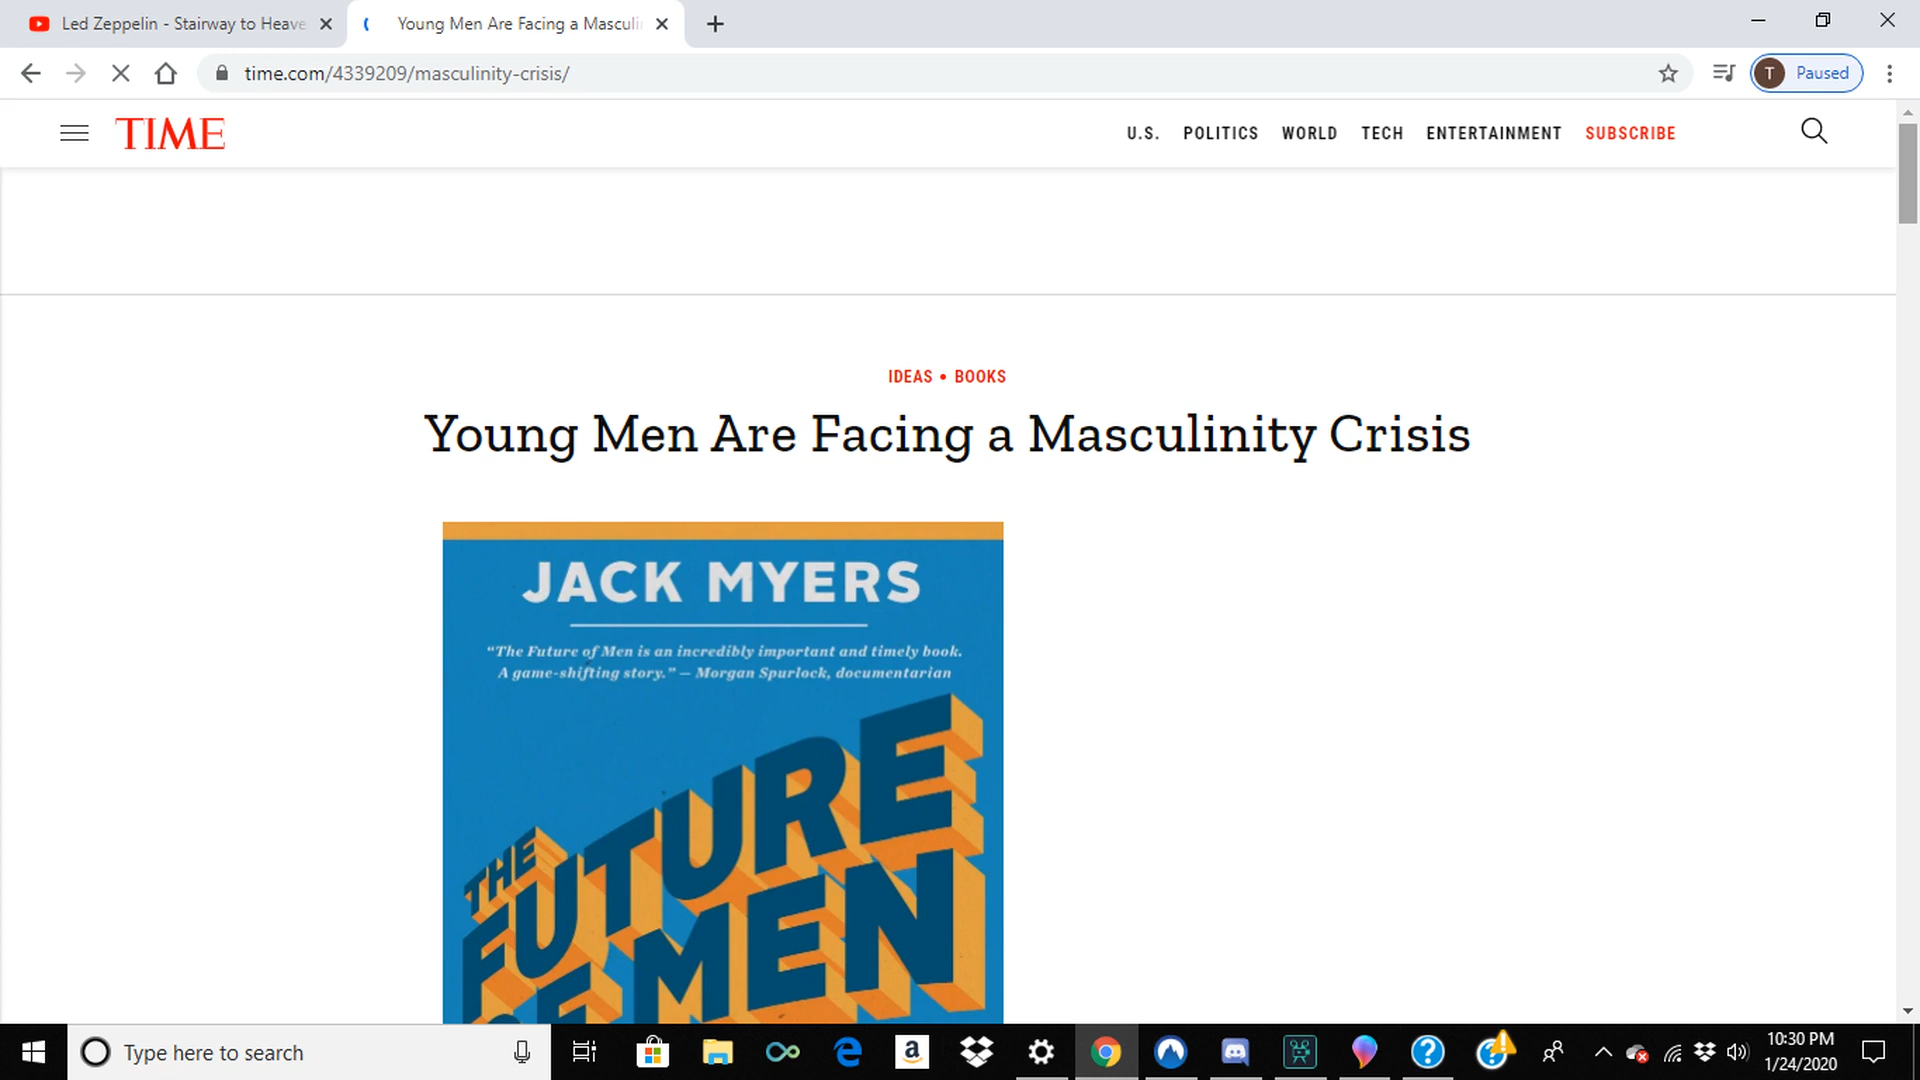 Led Zeppelin - Stairway to Heave
Young Men Are Facing a Masculi
time.com/4339209/masculinity-crisis/
T Paused
TIME
U.S. POLITICS WORLD TECH ENTERTAINMENT SUBSCRIBE
IDEAS • BOOKS
Young Men Are Facing a Masculinity Crisis
JACK MYERS
“The Future of Men is an incredibly important and timely book.
A game-shifting story.” — Morgan Spurlock, documentarian
THE
FUTURE
OF MEN
Type here to search
10:30 PM
1/24/2020